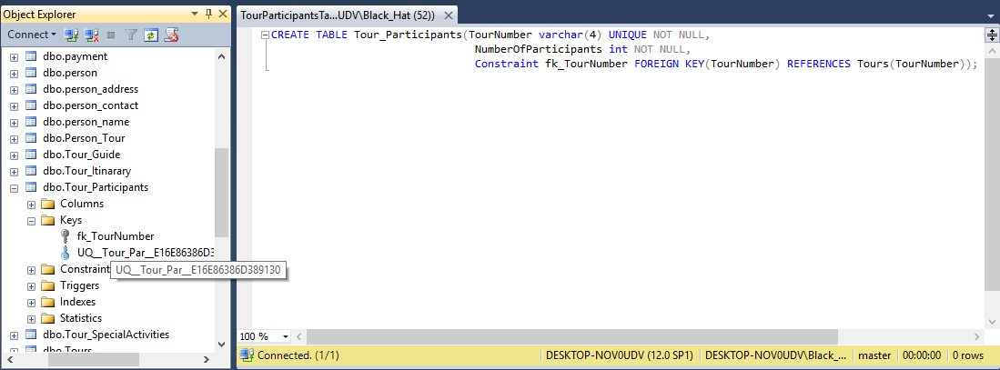 Object Explorer
Connect
dbo.payment
dbo.person
dbo.person_address
dbo.person_contact
dbo.person_name
dbo.Person_Tour
dbo.Tour_Guide
dbo.Tour_Itinarary
dbo.Tour_Participants
Columns
Keys
fk_TourNumber
UQ__Tour_Par__E16E86386D3
Constraint
UQ__Tour_Par__E16E86386D389130
Triggers
Indexes
Statistics
dbo.Tour_SpecialActivities
dbo.Tours
TourParticipantsTa...UDV\Black_Hat (52))
CREATE TABLE Tour_Participants(TourNumber varchar(4) UNIQUE NOT NULL,
NumberOfParticipants int NOT NULL,
Constraint fk_TourNumber FOREIGN KEY(TourNumber) REFERENCES Tours(TourNumber));
100 %
Connected. (1/1)
DESKTOP-NOV0UDV (12.0 SP1)
DESKTOP-NOV0UDV\Black_...
master
00:00:00
0 rows